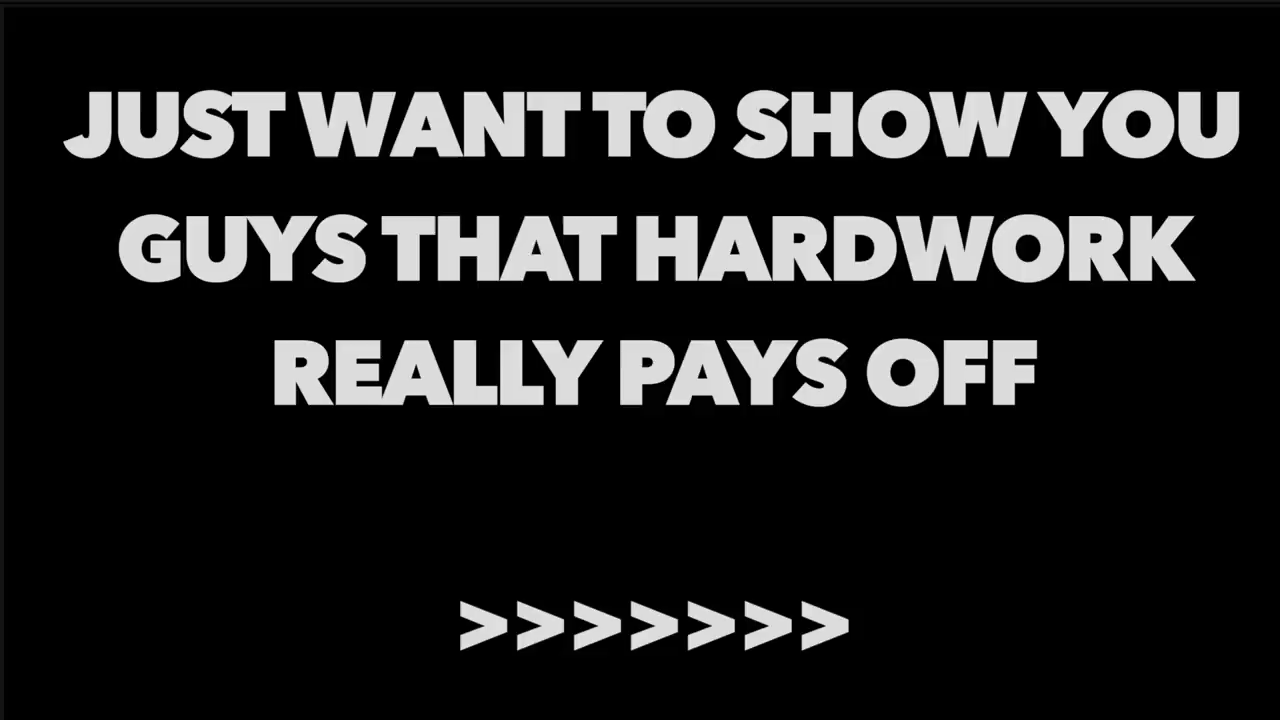 JUST WANT TO SHOW YOU
GUYS THAT HARDWORK
REALLY PAYS OFF
>>>>>>>